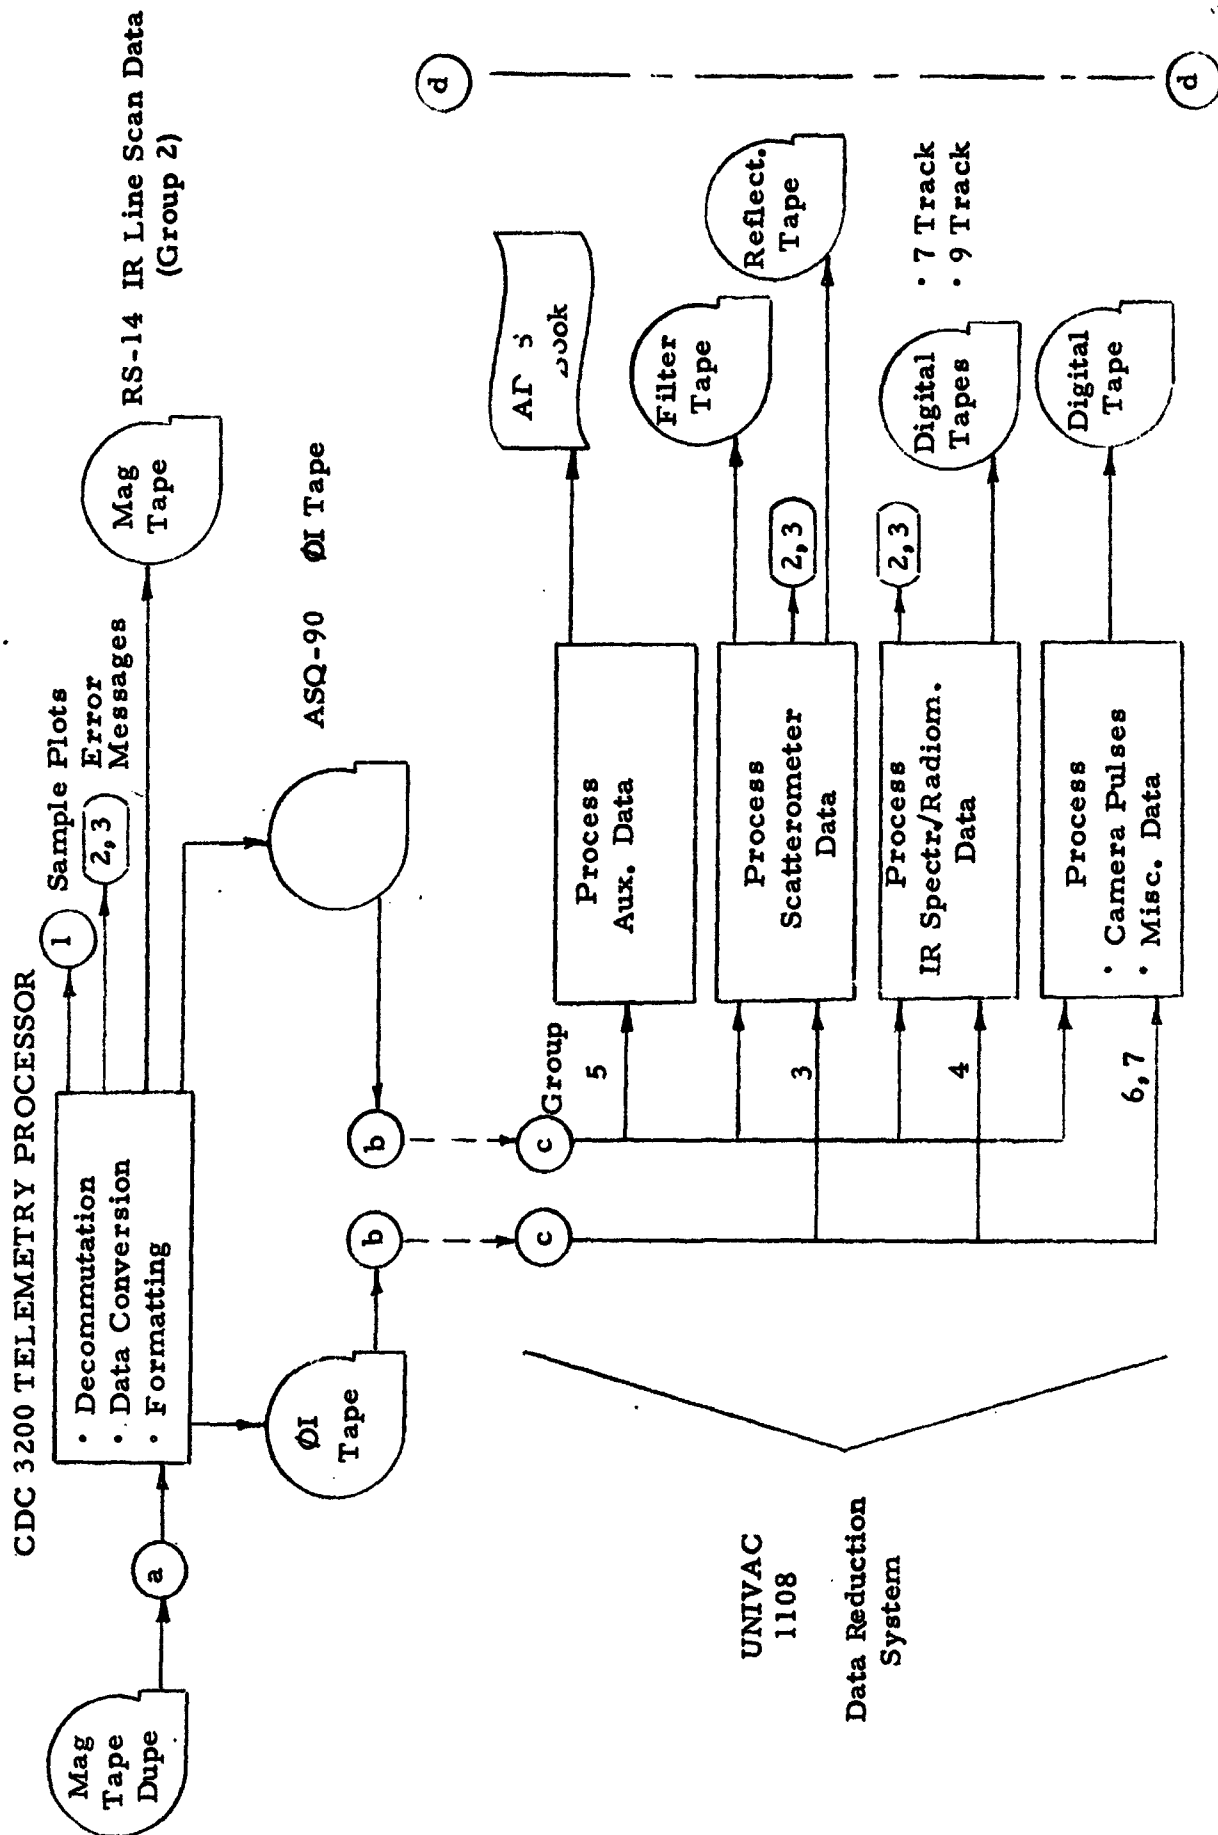 CDC 3200 TELEMETRY PROCESSOR
Mag
Tape
Dupe
a
· Decommutation
· Data Conversion
· Formatting
1
Sample Plots
2, 3
Error
Messages
Mag
Tape
RS-14 IR Line Scan Data
(Group 2)
ØI
Tape
ASQ-90 ØI Tape
b
b
c
c
Group
5
3
4
6, 7
UNIVAC
1108
Data Reduction
System
Process
Aux. Data
Process
Scatterometer
Data
2, 3
Filter
Tape
Reflect.
Tape
Process
IR Spectr./Radiom.
Data
2, 3
Digital
Tapes
· 7 Track
· 9 Track
Process
· Camera Pulses
· Misc. Data
Digital
Tape
d
d